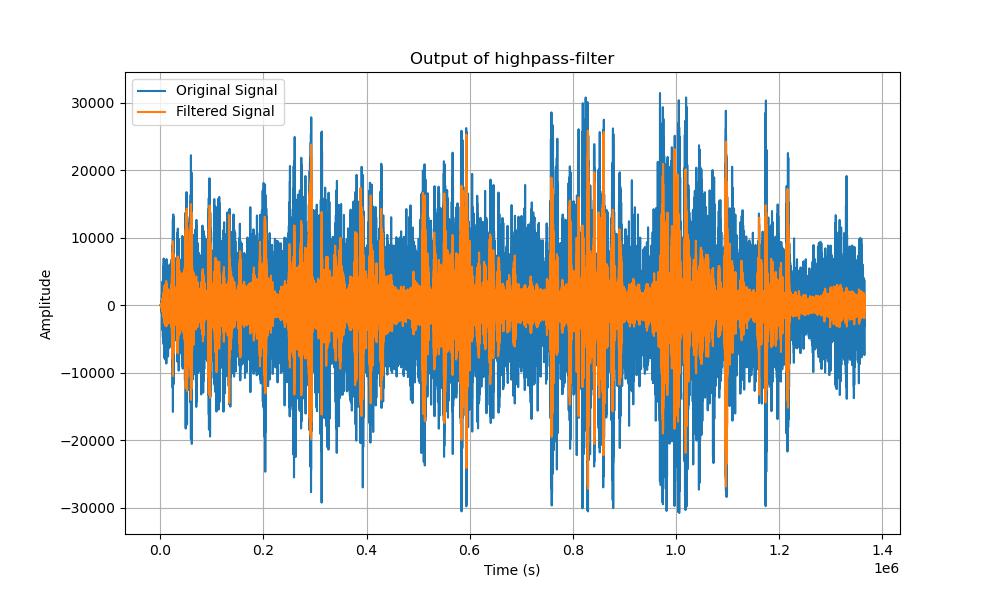 Output of highpass-filter
Original Signal
Filtered Signal
30000
20000
10000
0
−10000
−20000
−30000
Amplitude
0.0 0.2 0.4 0.6 0.8 1.0 1.2 1.4
1e6
Time (s)